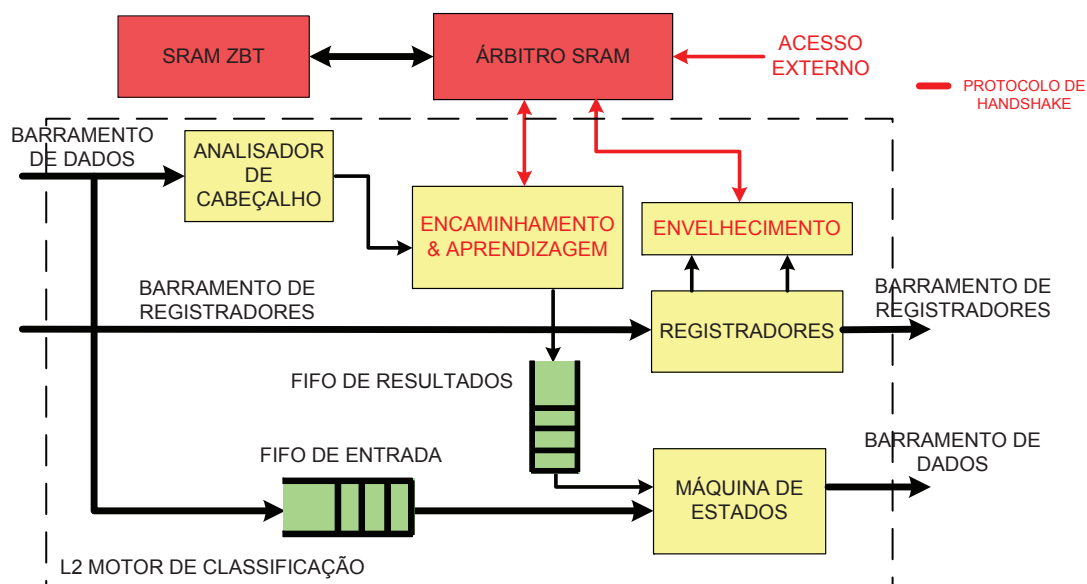 SRAM ZBT
ÁRBITRO SRAM
ACESSO
EXTERNO
PROTOCOLO DE
HANDSHAKE
BARRAMENTO
DE DADOS
ANALISADOR
DE
CABEÇALHO
ENCAMINHAMENTO
& APRENDIZAGEM
ENVELHECIMENTO
BARRAMENTO DE
REGISTRADORES
REGISTRADORES
BARRAMENTO DE
REGISTRADORES
FIFO DE RESULTADOS
FIFO DE ENTRADA
MÁQUINA DE
ESTADOS
BARRAMENTO DE
DADOS
L2 MOTOR DE CLASSIFICAÇÃO